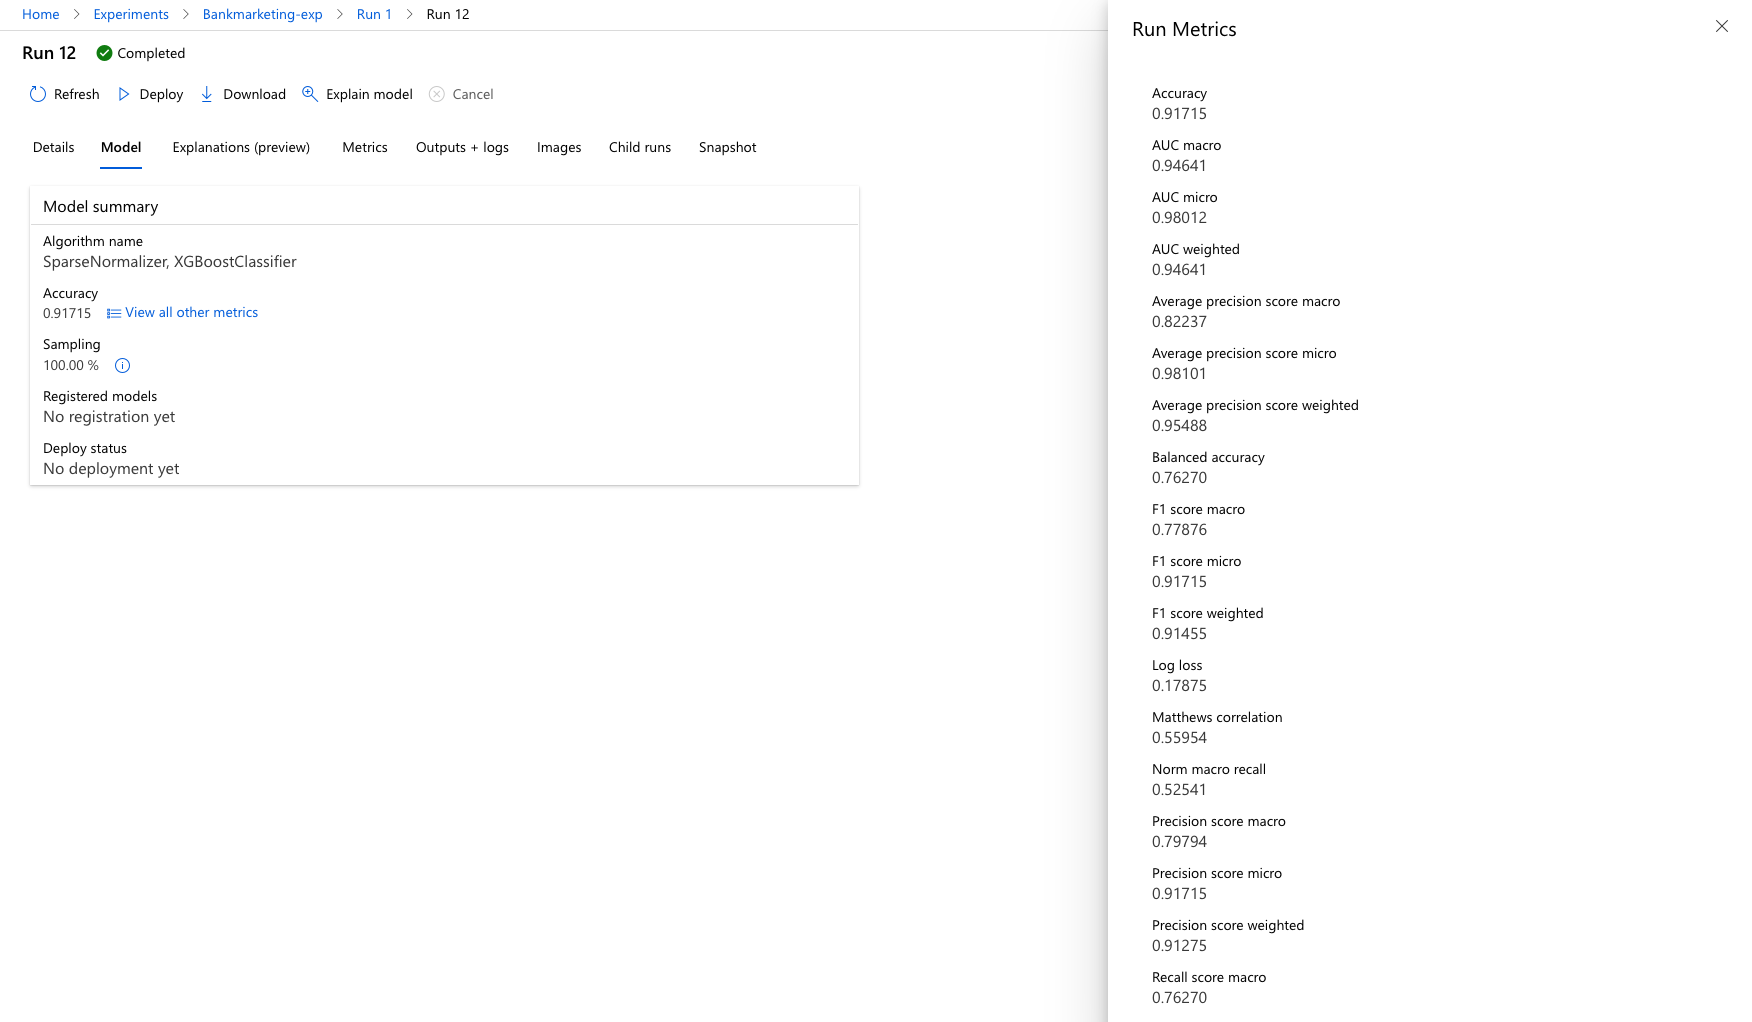 Home > Experiments > Bankmarketing-exp > Run 1 > Run 12
Run 12 Completed
Refresh Deploy Download Explain model Cancel
Details Model Explanations (preview) Metrics Outputs + logs Images Child runs Snapshot
Model summary
Algorithm name
SparseNormalizer, XGBoostClassifier
Accuracy
0.91715 View all other metrics
Sampling
100.00 %
Registered models
No registration yet
Deploy status
No deployment yet
Run Metrics
Accuracy
0.91715
AUC macro
0.94641
AUC micro
0.98012
AUC weighted
0.94641
Average precision score macro
0.82237
Average precision score micro
0.98101
Average precision score weighted
0.95488
Balanced accuracy
0.76270
F1 score macro
0.77876
F1 score micro
0.91715
F1 score weighted
0.91455
Log loss
0.17875
Matthews correlation
0.55954
Norm macro recall
0.52541
Precision score macro
0.79794
Precision score micro
0.91715
Precision score weighted
0.91275
Recall score macro
0.76270